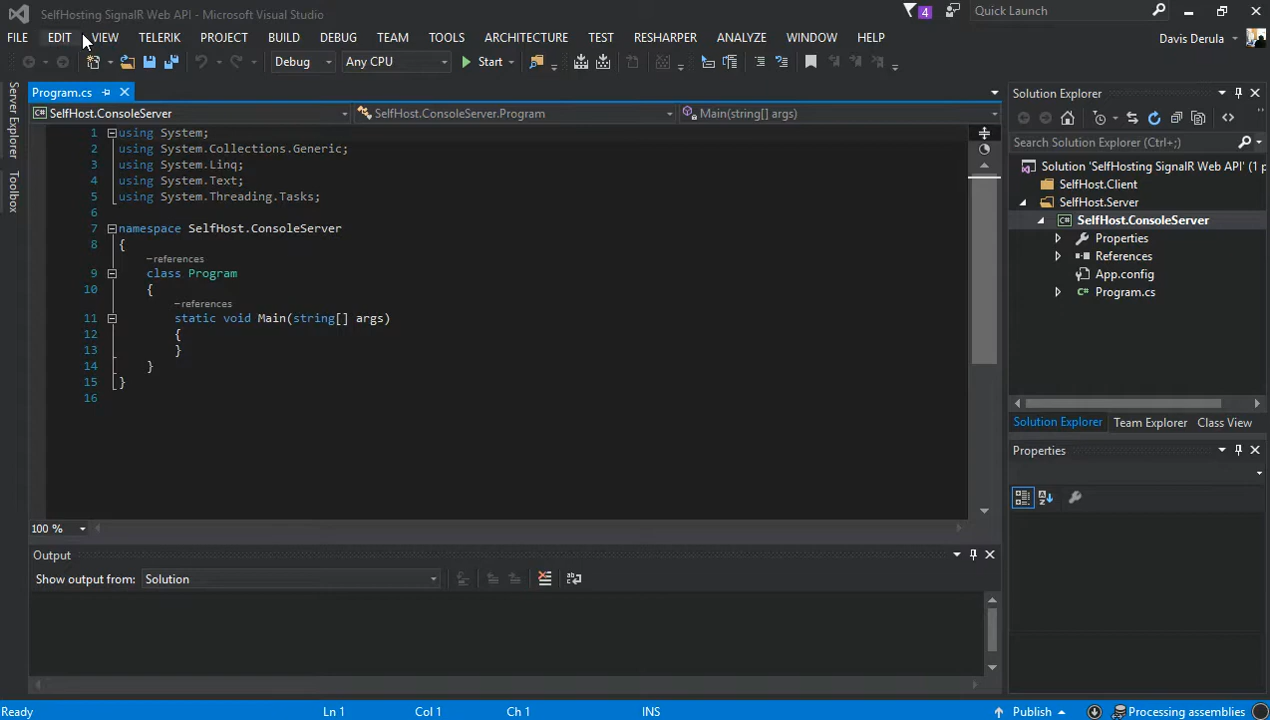 SelfHosting SignalR Web API - Microsoft Visual Studio
4
Quick Launch
FILE EDIT VIEW TELERIK PROJECT BUILD DEBUG TEAM TOOLS ARCHITECTURE TEST RESHARPER ANALYZE WINDOW HELP
Davis Derula
Debug
Any CPU
Start
Server Explorer
Toolbox
Program.cs
SelfHost.ConsoleServer
SelfHost.ConsoleServer.Program
Main(string[] args)
1 using System;
2 using System.Collections.Generic;
3 using System.Linq;
4 using System.Text;
5 using System.Threading.Tasks;
6
7 namespace SelfHost.ConsoleServer
8 {
–references
9 class Program
10 {
–references
11 static void Main(string[] args)
12 {
13 }
14 }
15 }
16
100 %
Output
Show output from: Solution
Solution Explorer
Search Solution Explorer (Ctrl+;)
Solution 'SelfHosting SignalR Web API' (1 p
SelfHost.Client
SelfHost.Server
SelfHost.ConsoleServer
Properties
References
App.config
Program.cs
Solution Explorer Team Explorer Class View
Properties
Ready
Ln 1
Col 1
Ch 1
INS
Publish
Processing assemblies